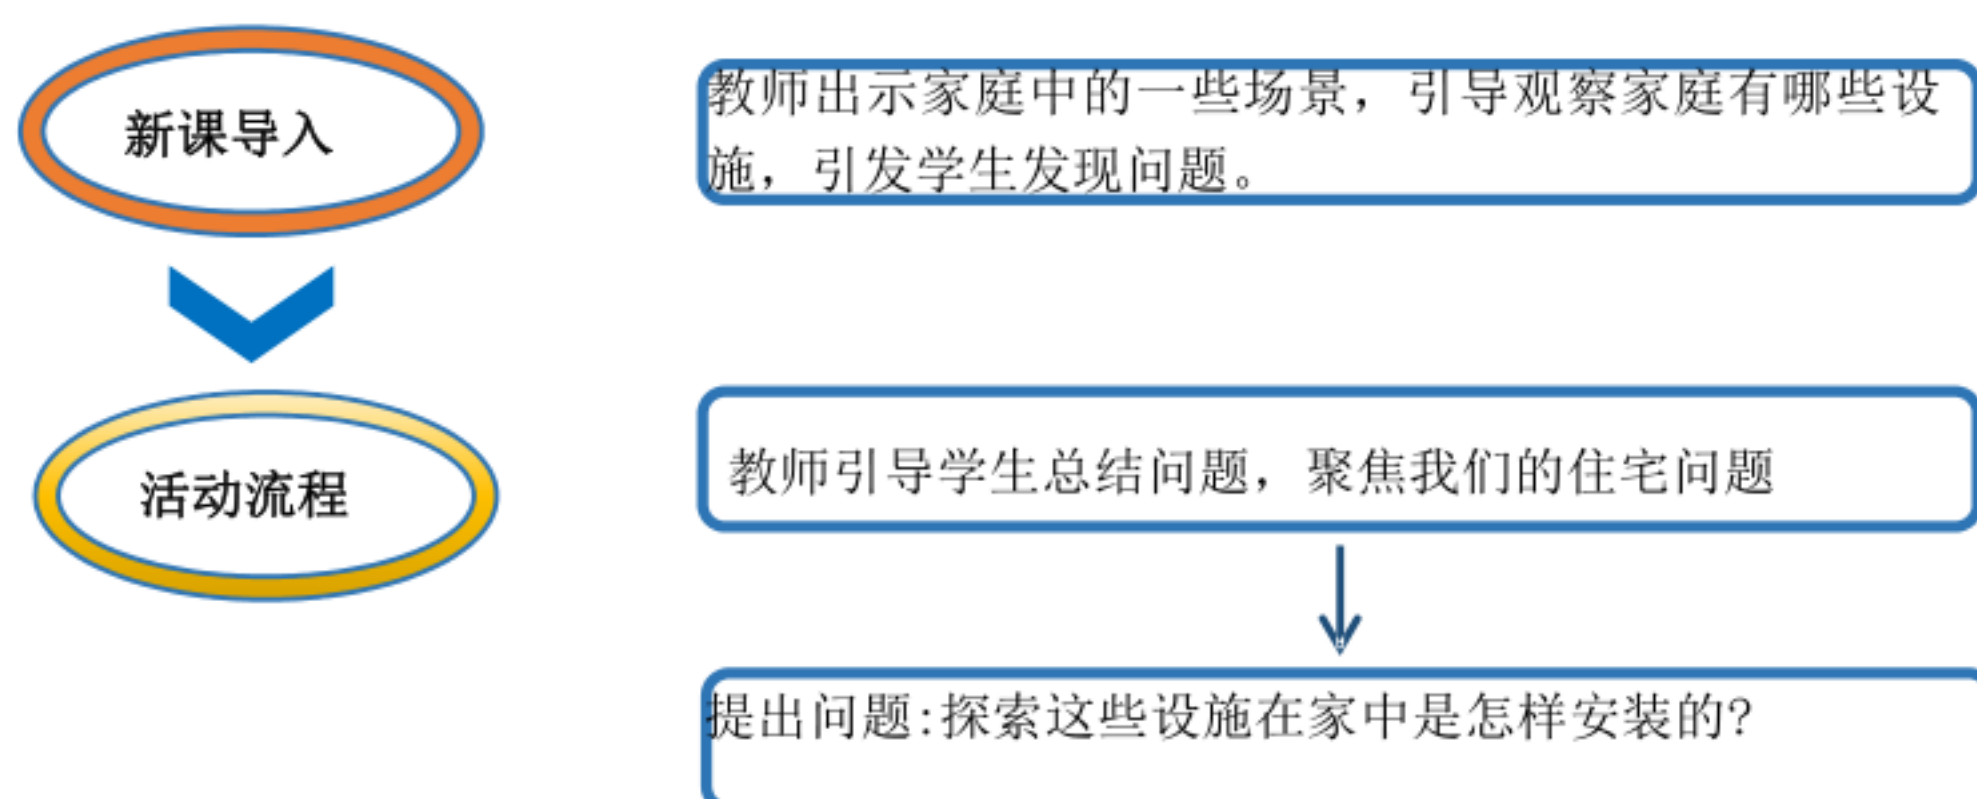 新课导入
教师出示家庭中的一些场景，引导观察家庭有哪些设
施，引发学生发现问题。
活动流程
教师引导学生总结问题，聚焦我们的住宅问题
提出问题:探索这些设施在家中是怎样安装的?